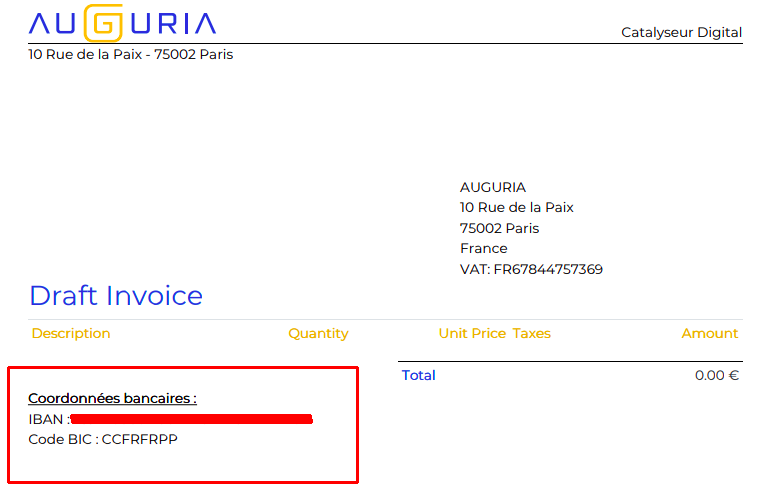 AUGURIA
Catalyseur Digital
10 Rue de la Paix - 75002 Paris
AUGURIA
10 Rue de la Paix
75002 Paris
France
VAT: FR67844757369
Draft Invoice
Description Quantity Unit Price Taxes Amount
Total 0.00 €
Coordonnées bancaires :
IBAN :
Code BIC : CCFRFRPP